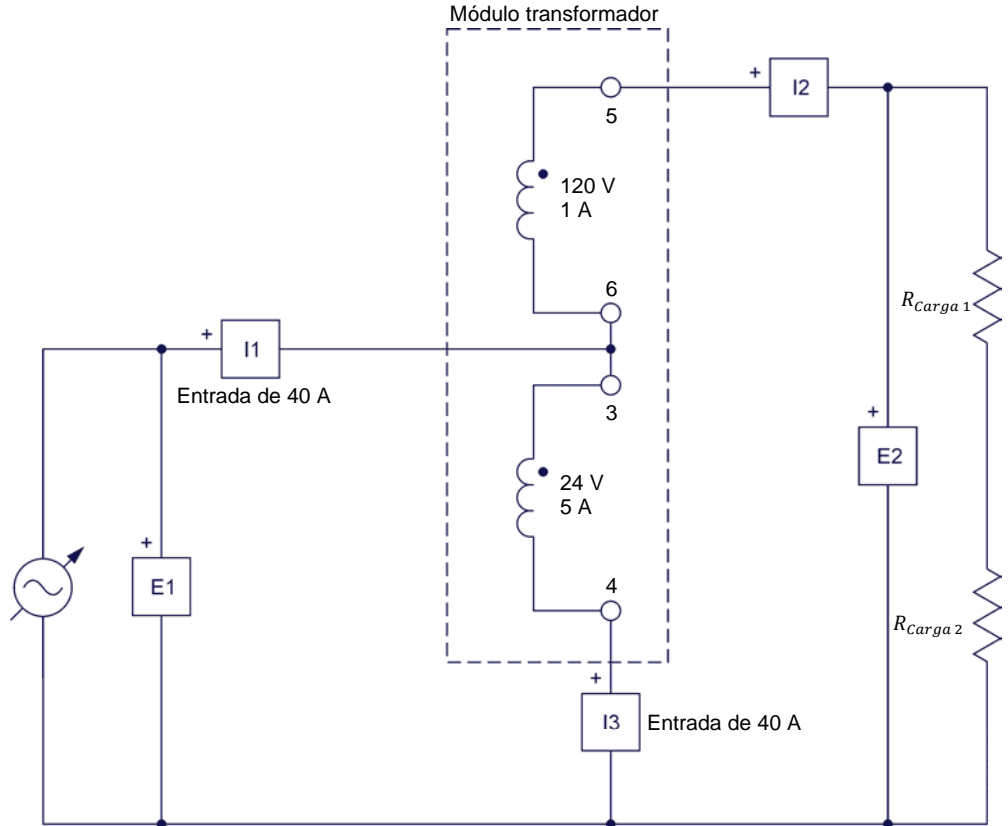 Módulo transformador
+
I2
5
120 V
1 A
6
+
I1
Entrada de 40 A
3
R_Carga 1
+
E2
24 V
5 A
+
E1
4
R_Carga 2
+
I3
Entrada de 40 A